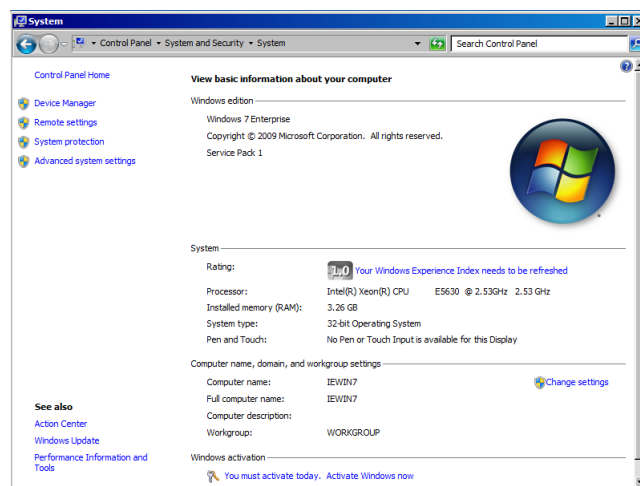 System
Control Panel System and Security System
Search Control Panel
Control Panel Home
Device Manager
Remote settings
System protection
Advanced system settings
View basic information about your computer
Windows edition
Windows 7 Enterprise
Copyright © 2009 Microsoft Corporation. All rights reserved.
Service Pack 1
System
Rating: 1,0 Your Windows Experience Index needs to be refreshed
Processor: Intel(R) Xeon(R) CPU E5630 @ 2.53GHz 2.53 GHz
Installed memory (RAM): 3.26 GB
System type: 32-bit Operating System
Pen and Touch: No Pen or Touch Input is available for this Display
Computer name, domain, and workgroup settings
Computer name: IEWIN7
Change settings
Full computer name: IEWIN7
Computer description:
Workgroup: WORKGROUP
Windows activation
You must activate today. Activate Windows now
See also
Action Center
Windows Update
Performance Information and
Tools